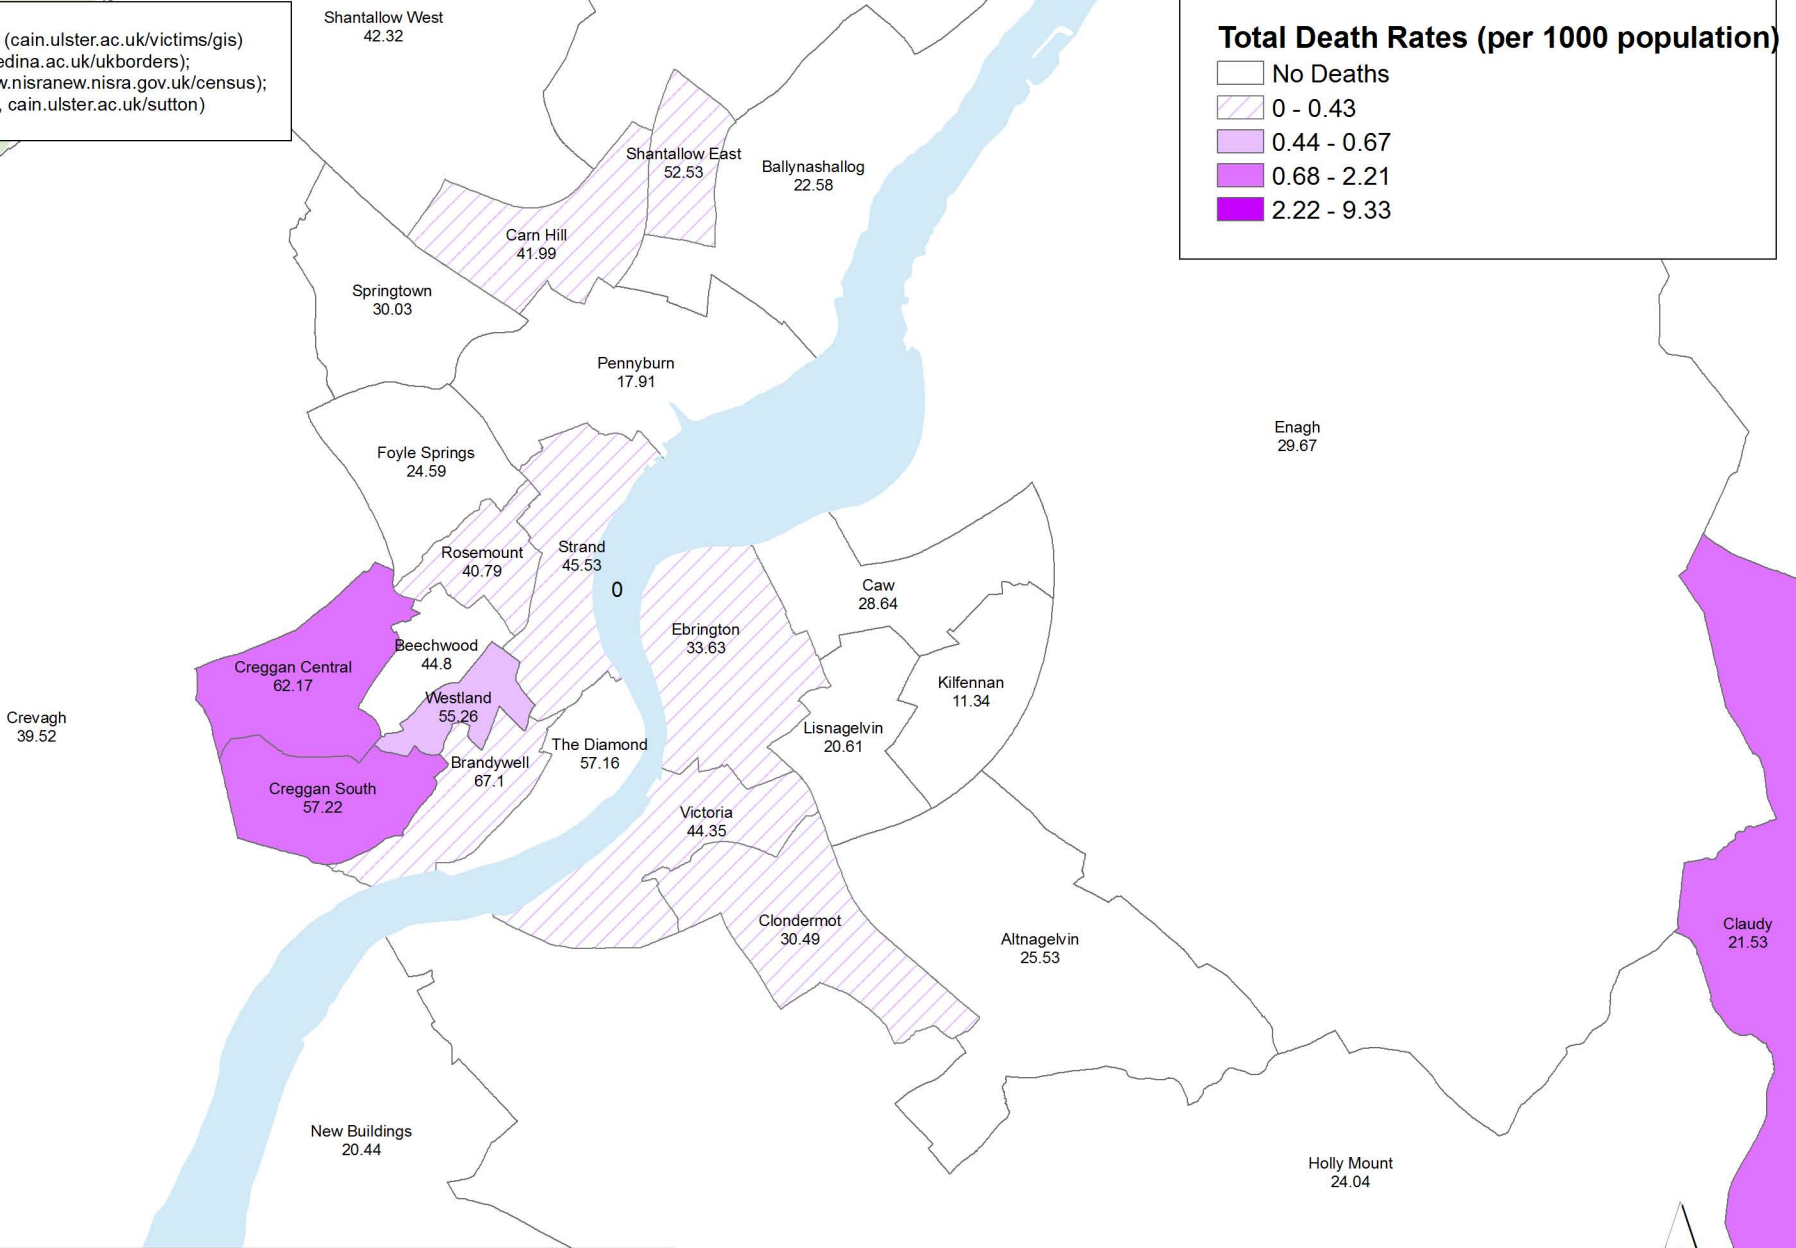 (cain.ulster.ac.uk/victims/gis)
edina.ac.uk/ukborders);
w.nisranew.nisra.gov.uk/census);
, cain.ulster.ac.uk/sutton)
Total Death Rates (per 1000 population)
No Deaths
0 - 0.43
0.44 - 0.67
0.68 - 2.21
2.22 - 9.33
Shantallow West
42.32
Shantallow East
52.53
Ballynashallog
22.58
Carn Hill
41.99
Springtown
30.03
Pennyburn
17.91
Enagh
29.67
Foyle Springs
24.59
Rosemount
40.79
Strand
45.53
0
Caw
28.64
Ebrington
33.63
Beechwood
44.8
Creggan Central
62.17
Westland
55.26
Kilfennan
11.34
Crevagh
39.52
Lisnagelvin
20.61
The Diamond
57.16
Brandywell
67.1
Creggan South
57.22
Victoria
44.35
Clondermot
30.49
Altnagelvin
25.53
Claudy
21.53
New Buildings
20.44
Holly Mount
24.04